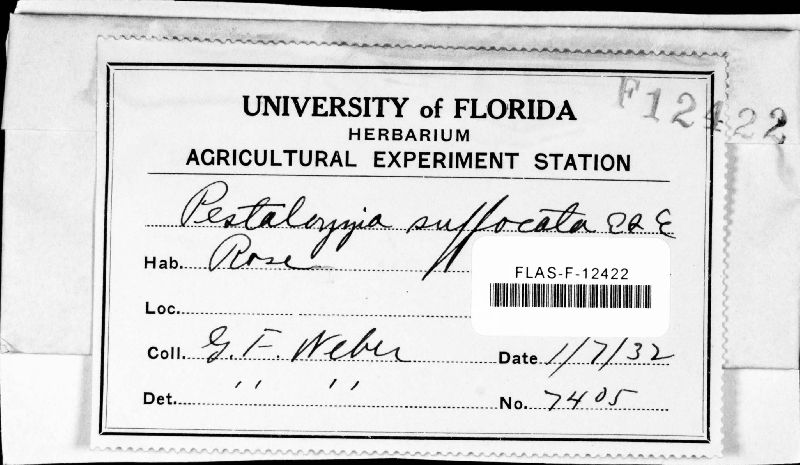 F12422
UNIVERSITY of FLORIDA
HERBARIUM
AGRICULTURAL EXPERIMENT STATION
Pestalozzia suffocata E & E
Hab. Rose
FLAS-F-12422
Loc.
Coll. G. F. Weber Date 1/7/32
Det. " " No. 7405